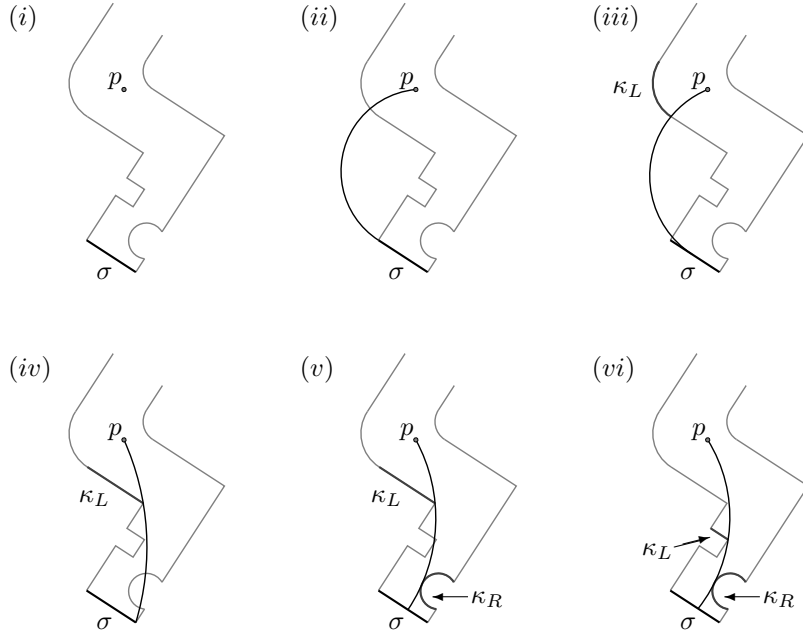 (i) (ii) (iii)
p p κ_L p
σ σ σ
(iv) (v) (vi)
p p p
κ_L κ_L κ_L
κ_R κ_R
σ σ σ